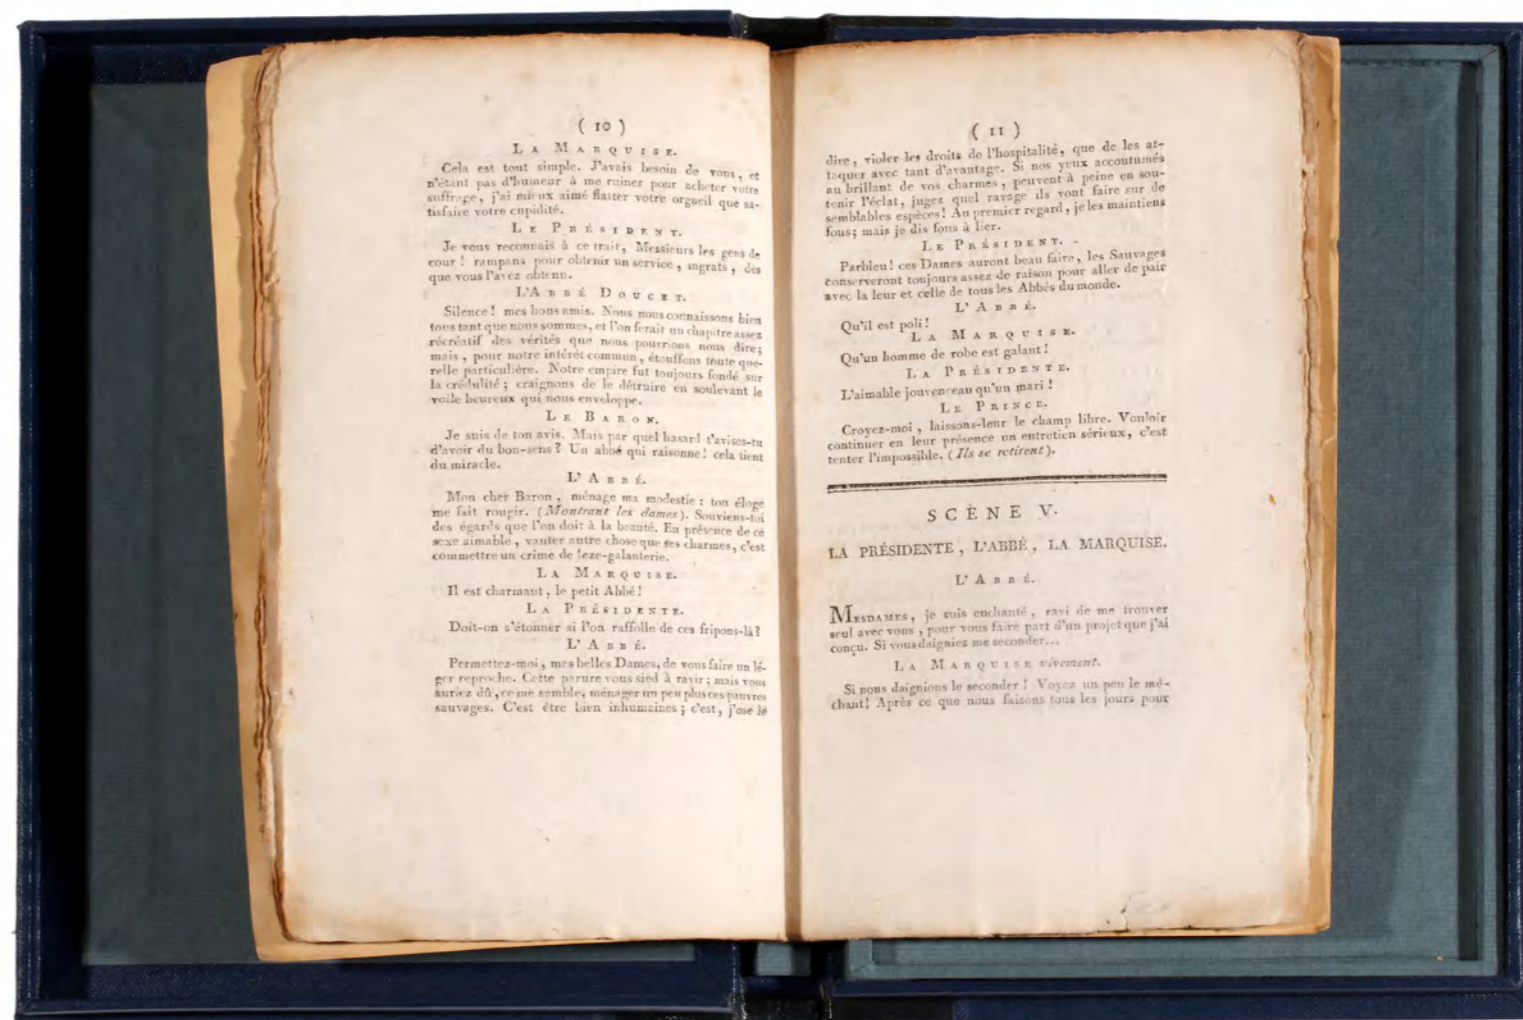 ( 10 )
LA MARQUISE.
Cela est tout simple. J'avais besoin de vous, et
n'étant pas d'humeur à me ruiner pour acheter votre
suffrage, j'ai mieux aimé flatter votre orgueil que sa-
tisfaire votre cupidité.
LE PRÉSIDENT.
Je vous reconnais à ce trait, Messieurs les gens de
cour ! rampans pour obtenir un service, ingrats, dès
que vous l'avez obtenu.
L'ABBÉ DOUCET.
Silence ! mes bons amis. Nous nous connaissons bien
tous tant que nous sommes, et l'on ferait un chapitre assez
récréatif des vérités que nous pourrions nous dire ;
mais, pour notre intérêt commun, étouffons toute que-
relle particulière. Notre empire fut toujours fondé sur
la crédulité ; craignons de le détruire en soulevant le
voile heureux qui nous enveloppe.
LE BARON.
Je suis de ton avis. Mais par quel hasard t'avises-tu
d'avoir du bon-sens ? Un abbé qui raisonne ! cela tient
du miracle.
L'ABBÉ.
Mon cher Baron, ménage ma modestie : ton éloge
me fait rougir. (Montrant les dames). Souviens-toi
des égards que l'on doit à la beauté. En présence de ce
sexe aimable, vanter autre chose que ses charmes, c'est
commettre un crime de leze-galanterie.
LA MARQUISE.
Il est charmant, le petit Abbé !
LA PRÉSIDENTE.
Doit-on s'étonner si l'on raffolle de ces fripons-là ?
L'ABBÉ.
Permettez-moi, mes belles Dames, de vous faire un lé-
ger reproche. Cette parure vous sied à ravir ; mais vous
auriez dû, ce me semble, ménager un peu plus ces pauvres
sauvages. C'est être bien inhumaines ; c'est, j'ose le
( 11 )
dire, violer les droits de l'hospitalité, que de les at-
taquer avec tant d'avantage. Si nos yeux accoutumés
au brillant de vos charmes, peuvent à peine en sou-
tenir l'éclat, jugez quel ravage ils vont faire sur de
semblables espèces ! Au premier regard, je les maintiens
fous ; mais je dis fous à lier.
LE PRÉSIDENT.
Parbleu ! ces Dames auront beau faire, les Sauvages
conserveront toujours assez de raison pour aller de pair
avec la leur et celle de tous les Abbés du monde.
L'ABBÉ.
Qu'il est poli !
LA MARQUISE.
Qu'un homme de robe est galant !
LA PRÉSIDENTE.
L'aimable jouvenceau qu'un mari !
LE PRINCE.
Croyez-moi, laissons-leur le champ libre. Vouloir
continuer en leur présence un entretien sérieux, c'est
tenter l'impossible. (Ils se retirent).
SCÈNE V.
LA PRÉSIDENTE, L'ABBÉ, LA MARQUISE.
L'ABBÉ.
MESDAMES, je suis enchanté, ravi de me trouver
seul avec vous, pour vous faire part d'un projet que j'ai
conçu. Si vous daigniez me seconder...
LA MARQUISE vivement.
Si nous daignions le seconder ! Voyez un peu le mé-
chant ! Après ce que nous faisons tous les jours pour